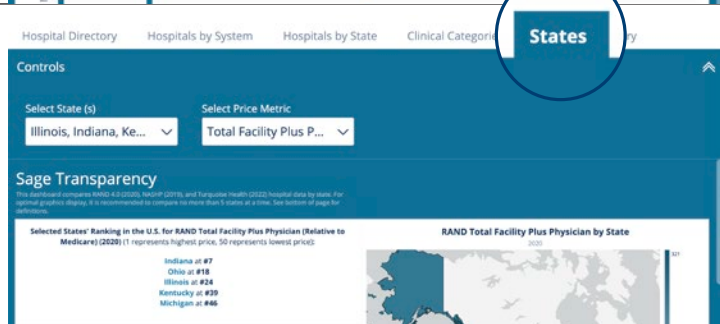 Hospital Directory Hospitals by System Hospitals by State Clinical Categorie States ry
Controls
Select State (s) Select Price Metric
Illinois, Indiana, Ke... Total Facility Plus P...
Sage Transparency
This dashboard compares RAND 4.0 (2020), NASHP (2019), and Turquoise Health (2022) hospital data by state. For
optimal graphics display, it is recommended to compare no more than 5 states at a time. See bottom of page for
definitions.
Selected States' Ranking in the U.S. for RAND Total Facility Plus Physician (Relative to
Medicare) (2020) (1 represents highest price, 50 represents lowest price):
Indiana at #7
Ohio at #18
Illinois at #24
Kentucky at #39
Michigan at #46
RAND Total Facility Plus Physician by State
2020